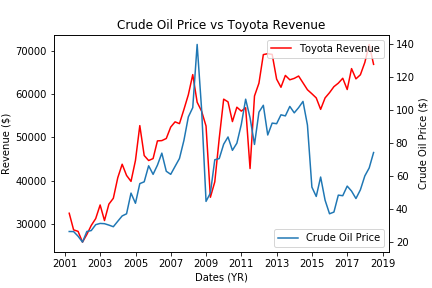 Crude Oil Price vs Toyota Revenue
Toyota Revenue
70000
60000
50000
40000
30000
Revenue ($)
140
120
100
80
60
40
20
Crude Oil Price ($)
Crude Oil Price
2001 2003 2005 2007 2009 2011 2013 2015 2017 2019
Dates (YR)